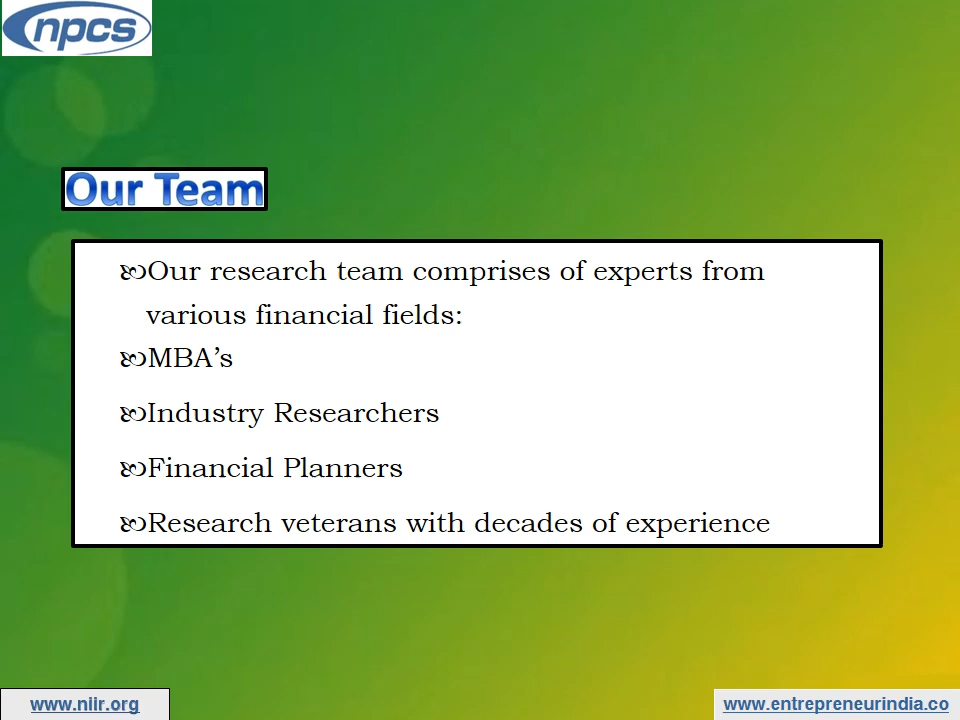 npcs
Our Team
Our research team comprises of experts from
various financial fields:
MBA’s
Industry Researchers
Financial Planners
Research veterans with decades of experience
www.niir.org
www.entrepreneurindia.co